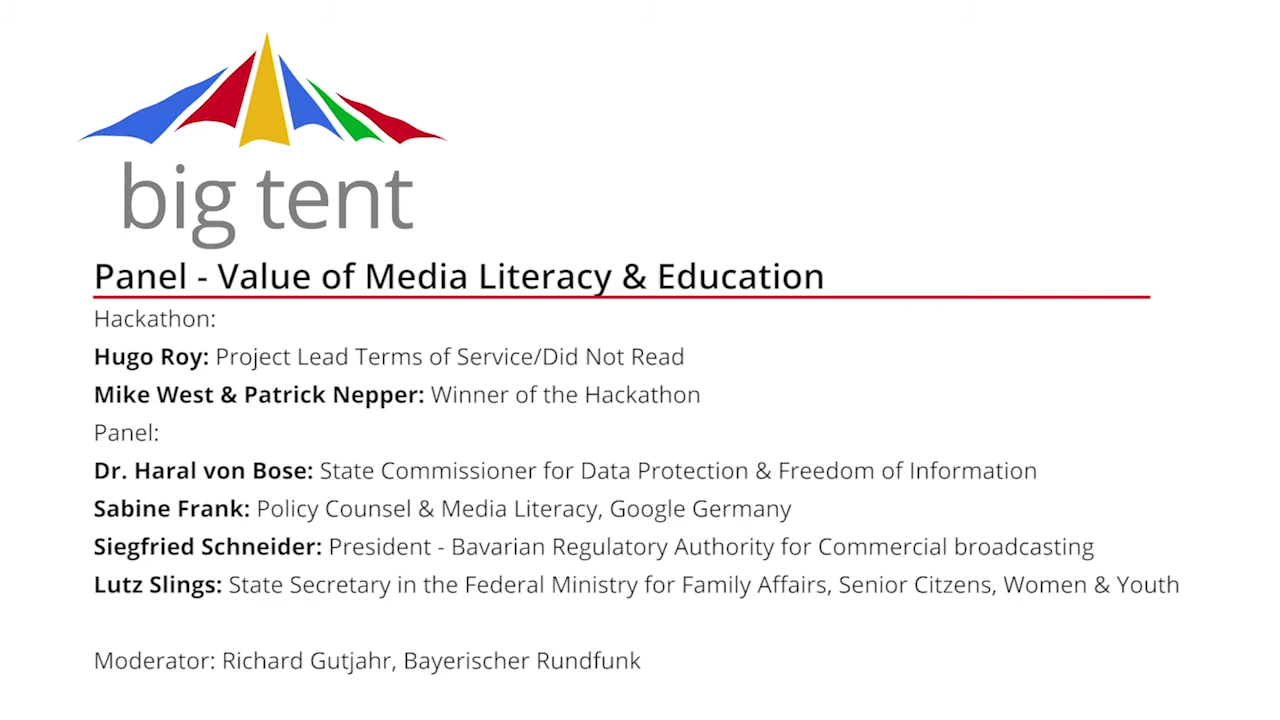 big tent
Panel - Value of Media Literacy & Education
Hackathon:
Hugo Roy: Project Lead Terms of Service/Did Not Read
Mike West & Patrick Nepper: Winner of the Hackathon
Panel:
Dr. Haral von Bose: State Commissioner for Data Protection & Freedom of Information
Sabine Frank: Policy Counsel & Media Literacy, Google Germany
Siegfried Schneider: President - Bavarian Regulatory Authority for Commercial broadcasting
Lutz Slings: State Secretary in the Federal Ministry for Family Affairs, Senior Citzens, Women & Youth
Moderator: Richard Gutjahr, Bayerischer Rundfunk